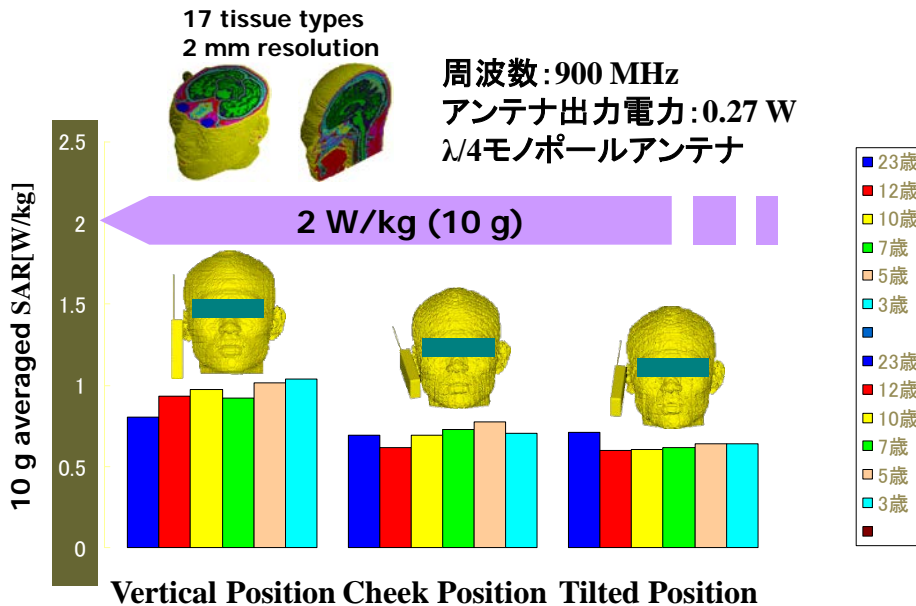 17 tissue types
2 mm resolution
周波数：900 MHz
アンテナ出力電力：0.27 W
λ/4モノポールアンテナ
2 W/kg (10 g)
10 g averaged SAR[W/kg]
2.5
2
1.5
1
0.5
0
Vertical Position Cheek Position Tilted Position
23歳
12歳
10歳
7歳
5歳
3歳
23歳
12歳
10歳
7歳
5歳
3歳